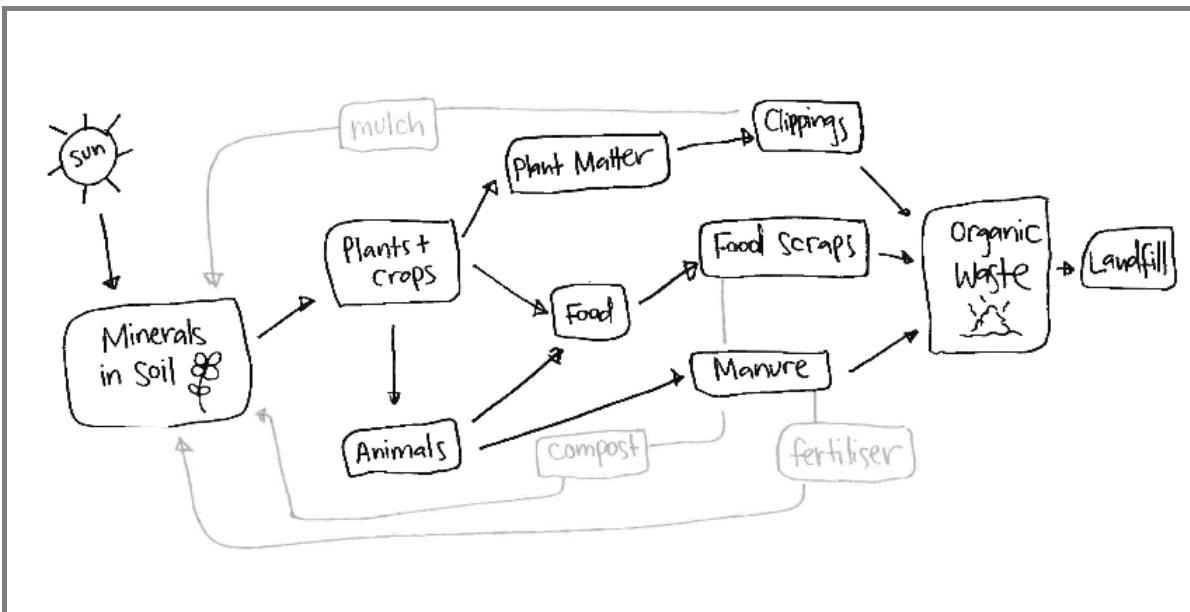 sun
mulch
Clippings
Plant Matter
Plants +
crops
Food Scraps
Organic
Waste
Landfill
Food
Minerals
in Soil
Manure
Animals
compost
fertiliser